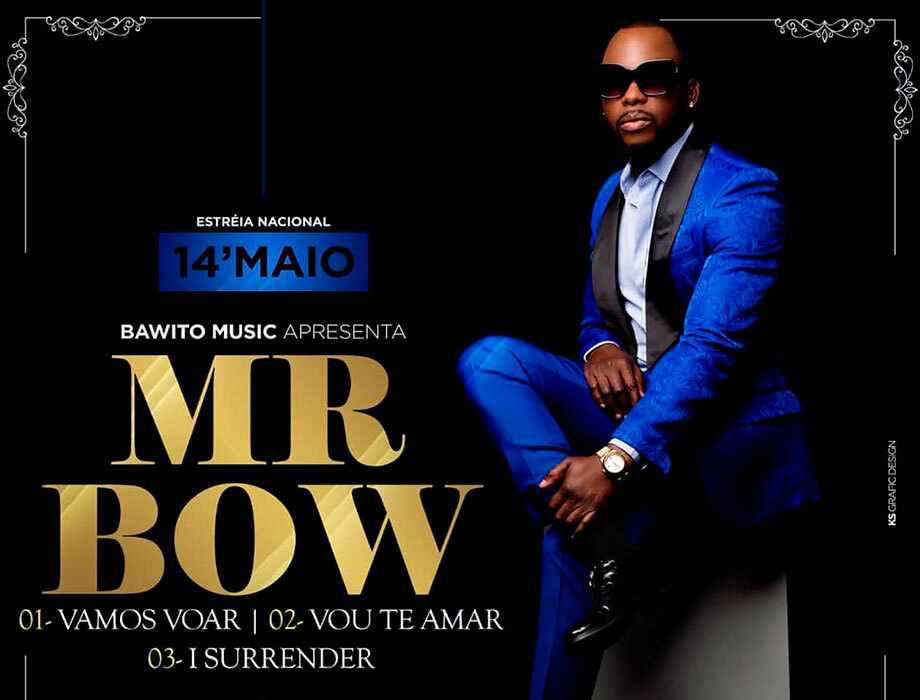 ESTRÉIA NACIONAL
14’MAIO
BAWITO MUSIC APRESENTA
MR
BOW
01- VAMOS VOAR | 02- VOU TE AMAR
03- I SURRENDER
KS GRAFIC DESIGN